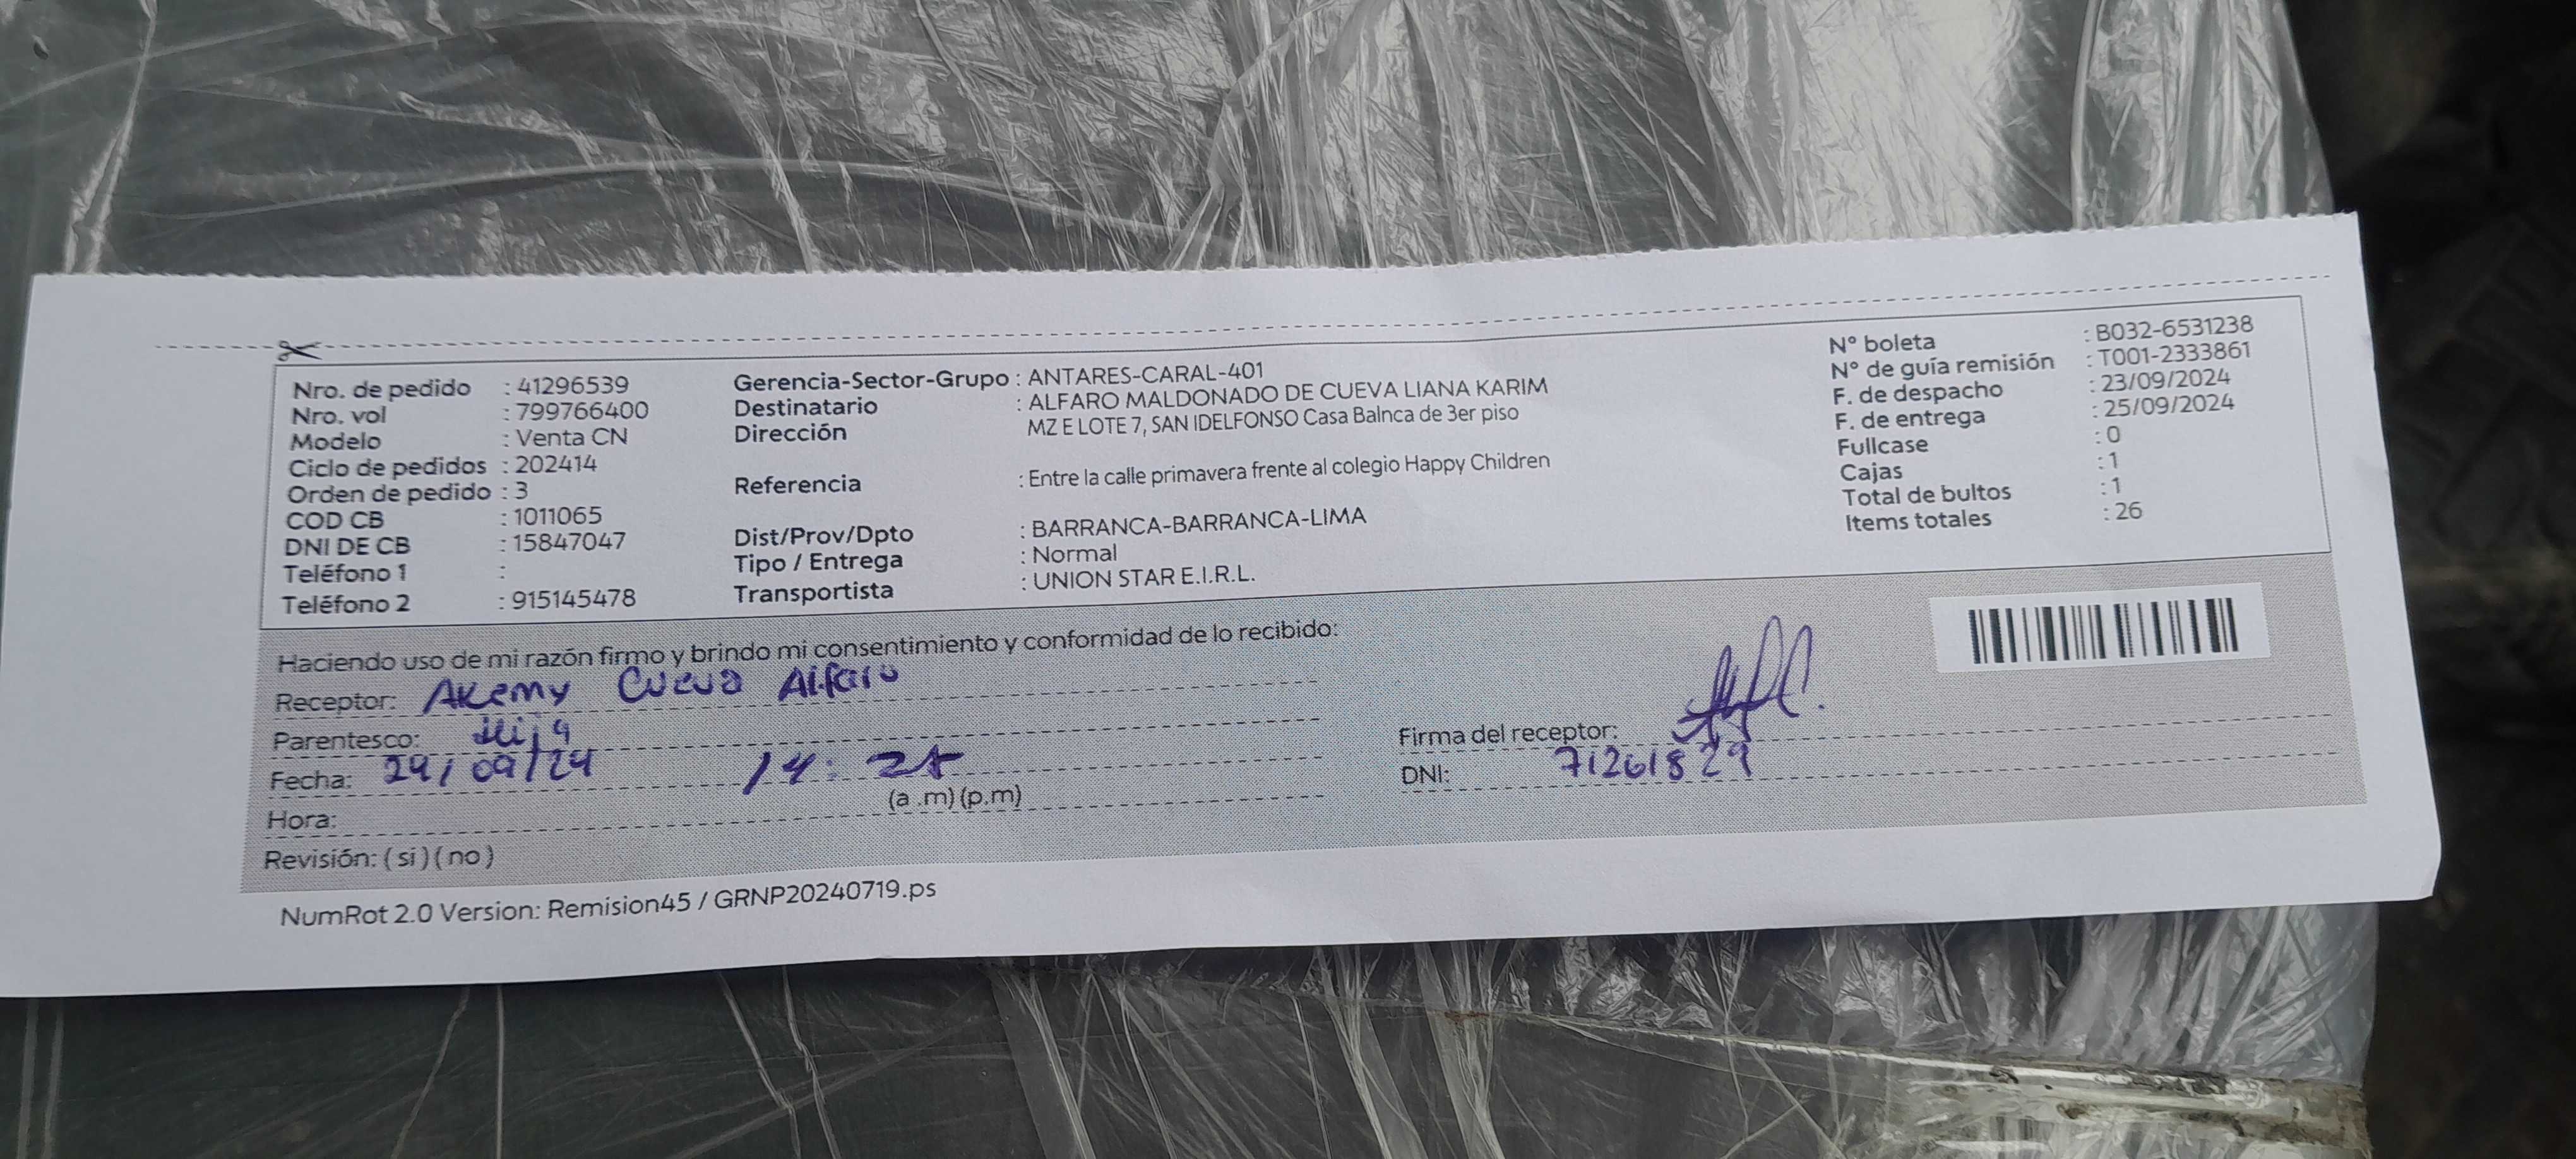 Nro. de pedido : 41296539
Nro. vol : 799766400
Modelo : Venta CN
Ciclo de pedidos : 202414
Orden de pedido : 3
COD CB : 1011065
DNI DE CB : 15847047
Teléfono 1 :
Teléfono 2 : 915145478
Gerencia-Sector-Grupo : ANTARES-CARAL-401
Destinatario : ALFARO MALDONADO DE CUEVA LIANA KARIM
Dirección MZ E LOTE 7, SAN IDELFONSO Casa Balnca de 3er piso
Referencia : Entre la calle primavera frente al colegio Happy Children
Dist/Prov/Dpto : BARRANCA-BARRANCA-LIMA
Tipo / Entrega : Normal
Transportista : UNION STAR E.I.R.L.
N° boleta : B032-6531238
N° de guía remisión : T001-2333861
F. de despacho : 23/09/2024
F. de entrega : 25/09/2024
Fullcase : 0
Cajas : 1
Total de bultos : 1
Items totales : 26
Haciendo uso de mi razón firmo y brindo mi consentimiento y conformidad de lo recibido:
Receptor: Akemy Cueva Alfaro
Parentesco: Hija
Fecha: 24/09/24
Hora: (a .m) (p.m)
Revisión: ( si ) ( no )
Firma del receptor:
DNI: 71261829
NumRot 2.0 Version: Remision45 / GRNP20240719.ps